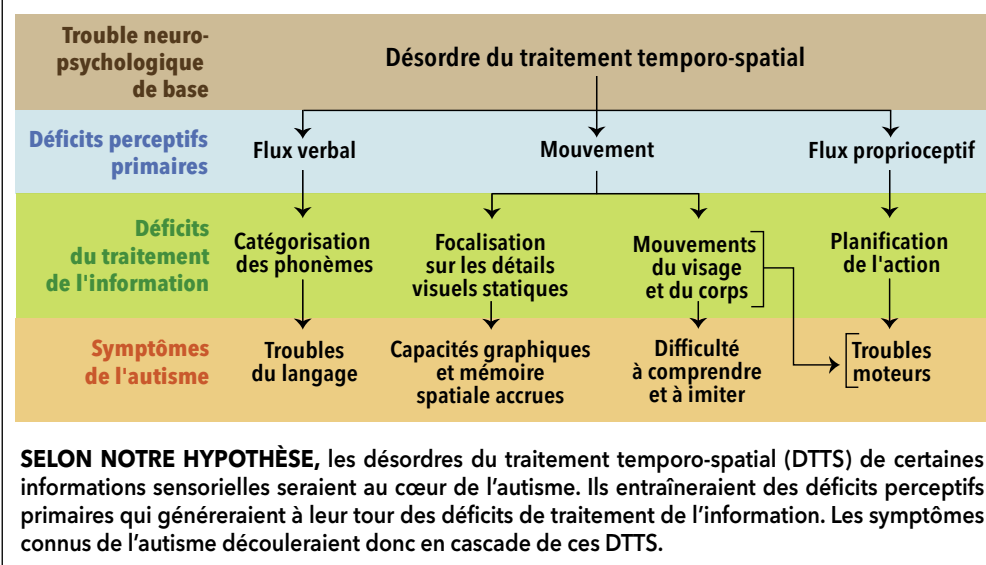 Trouble neuro-
psychologique
de base
Désordre du traitement temporo-spatial
Déficits perceptifs
primaires
Flux verbal
Mouvement
Flux proprioceptif
Déficits
du traitement
de l'information
Catégorisation
des phonèmes
Focalisation
sur les détails
visuels statiques
Mouvements
du visage
et du corps
Planification
de l'action
Symptômes
de l'autisme
Troubles
du langage
Capacités graphiques
et mémoire
spatiale accrues
Difficulté
à comprendre
et à imiter
Troubles
moteurs
SELON NOTRE HYPOTHÈSE, les désordres du traitement temporo-spatial (DTTS) de certaines
informations sensorielles seraient au cœur de l’autisme. Ils entraîneraient des déficits perceptifs
primaires qui généreraient à leur tour des déficits de traitement de l’information. Les symptômes
connus de l’autisme découleraient donc en cascade de ces DTTS.